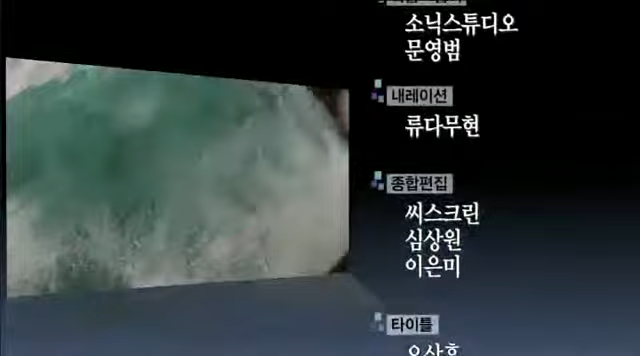 소닉스튜디오
문영범
내레이션
류다무현
종합편집
씨스크린
심상원
이은미
타이틀